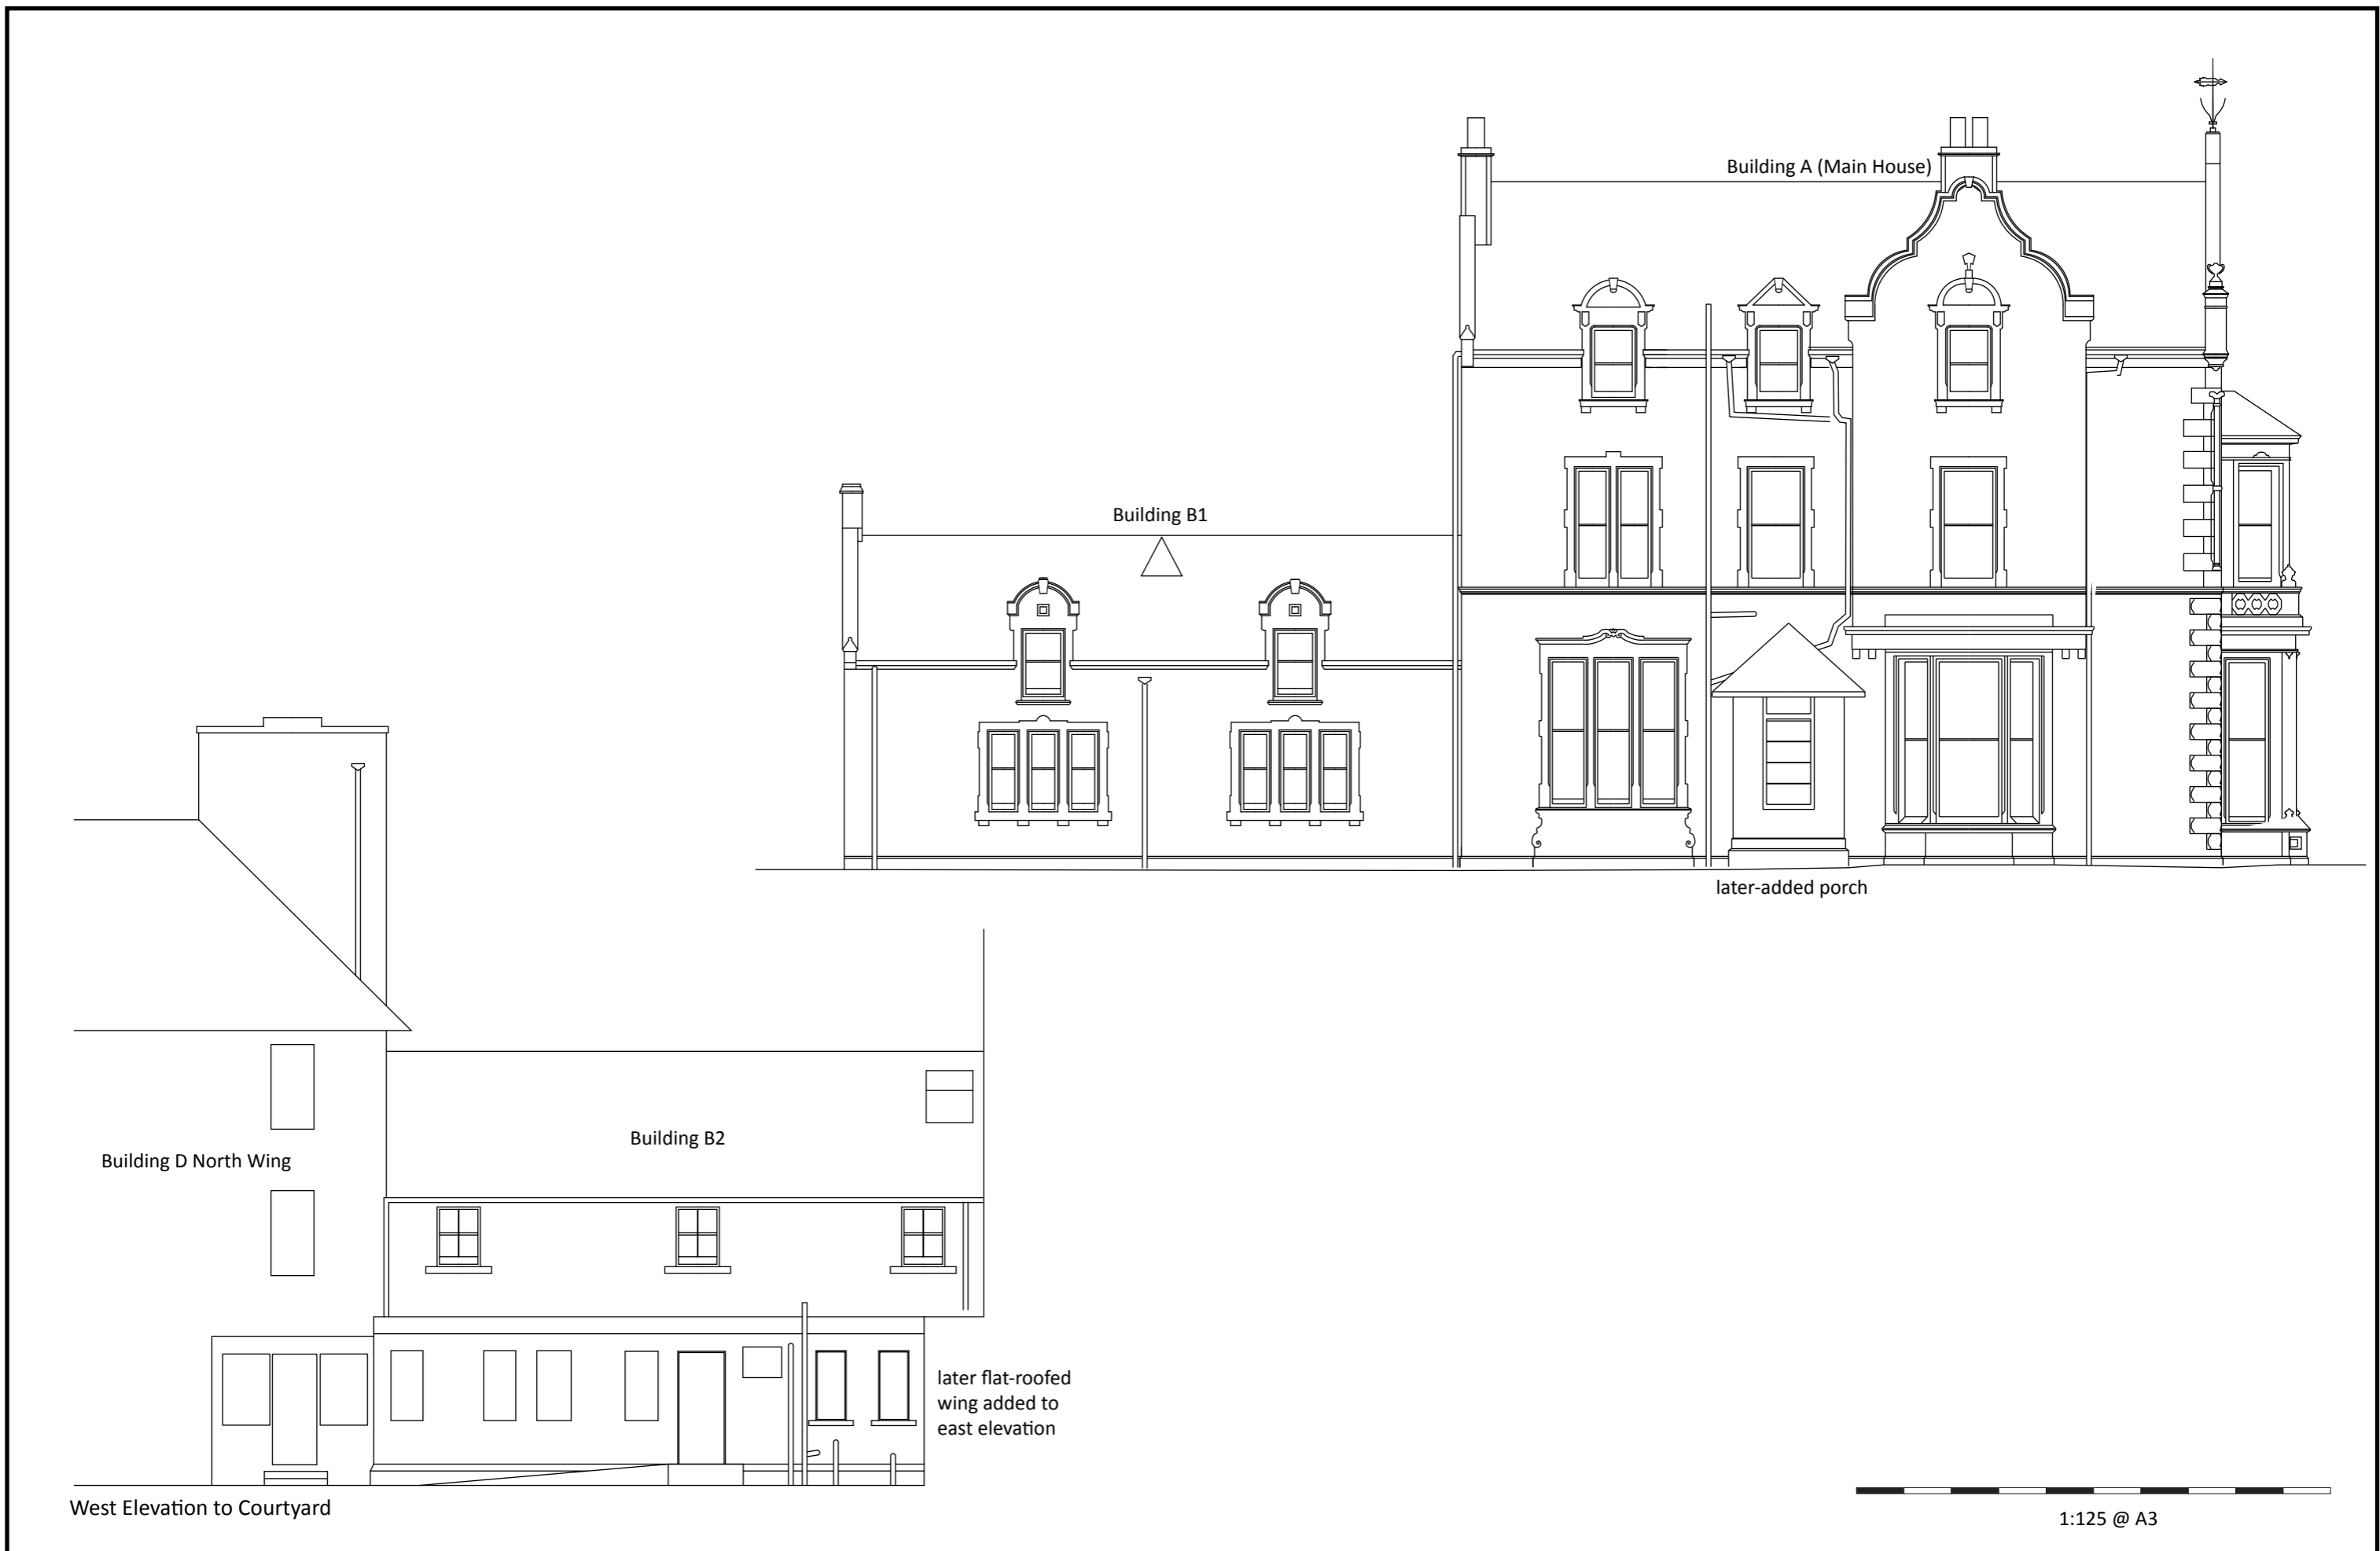 Building A (Main House)
Building B1
later-added porch
Building B2
Building D North Wing
later flat-roofed
wing added to
east elevation
West Elevation to Courtyard
1:125 @ A3